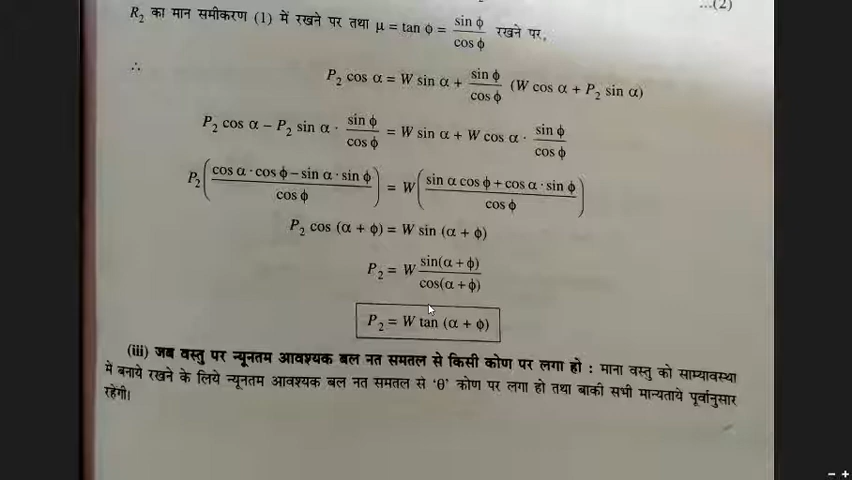 ...(2)
R₂ का मान समीकरण (1) में रखने पर तथा μ = tan ϕ = sin ϕ / cos ϕ रखने पर,
∴ P₂ cos α = W sin α + sin ϕ / cos ϕ (W cos α + P₂ sin α)
P₂ cos α – P₂ sin α · sin ϕ / cos ϕ = W sin α + W cos α · sin ϕ / cos ϕ
P₂ ( cos α · cos ϕ – sin α · sin ϕ / cos ϕ ) = W ( sin α cos ϕ + cos α · sin ϕ / cos ϕ )
P₂ cos (α + ϕ) = W sin (α + ϕ)
P₂ = W sin(α + ϕ) / cos(α + ϕ)
P₂ = W tan (α + ϕ)
(iii) जब वस्तु पर न्यूनतम आवश्यक बल नत समतल से किसी कोण पर लगा हो : माना वस्तु को साम्यावस्था
में बनाये रखने के लिये न्यूनतम आवश्यक बल नत समतल से 'θ' कोण पर लगा हो तथा बाकी सभी मान्यताये पूर्वानुसार
रहेंगी।